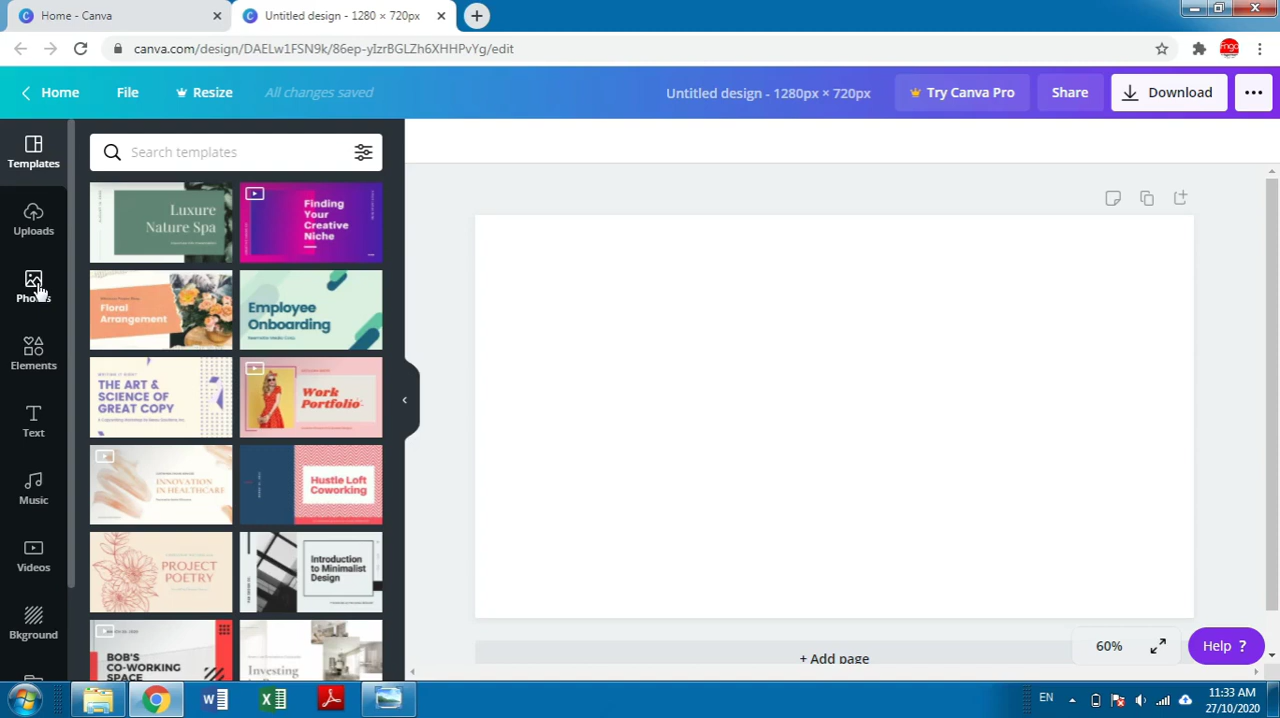 Home - Canva
Untitled design - 1280 × 720px
canva.com/design/DAELw1FSN9k/86ep-yIzrBGLZh6XHHPvYg/edit
Home
File
Resize
All changes saved
Untitled design - 1280px × 720px
Try Canva Pro
Share
Download
Templates
Uploads
Photos
Elements
Text
Music
Videos
Bkground
Search templates
Luxure
Nature Spa
Finding
Your
Creative
Niche
Floral
Arrangement
Employee
Onboarding
THE ART &
SCIENCE OF
GREAT COPY
Work
Portfolio
INNOVATION
IN HEALTHCARE
Hustle Loft
Coworking
PROJECT
POETRY
Introduction
to Minimalist
Design
BOB'S
CO-WORKING
SPACE
Investing
+ Add page
60%
Help ?
EN
11:33 AM
27/10/2020